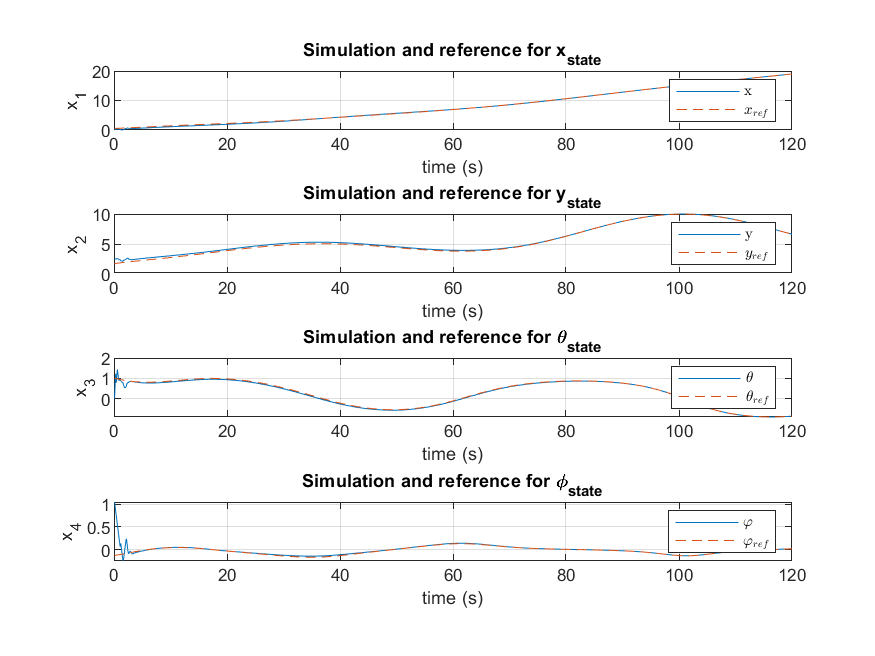 Simulation and reference for x_state
20
10
0
x_1
x
x_ref
0 20 40 60 80 100 120
time (s)
Simulation and reference for y_state
10
5
0
x_2
y
y_ref
0 20 40 60 80 100 120
time (s)
Simulation and reference for θ_state
2
1
0
x_3
θ
θ_ref
0 20 40 60 80 100 120
time (s)
Simulation and reference for ϕ_state
1
0.5
0
x_4
φ
φ_ref
0 20 40 60 80 100 120
time (s)